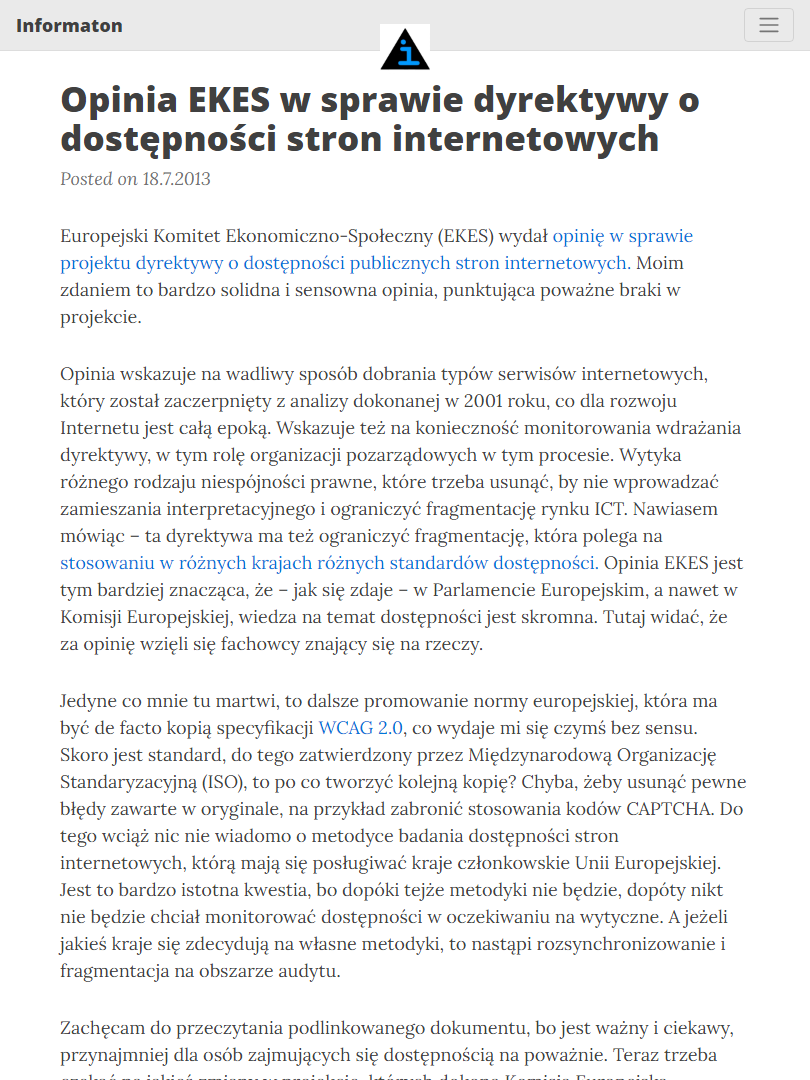 Informaton
i
Opinia EKES w sprawie dyrektywy o
dostępności stron internetowych
Posted on 18.7.2013
Europejski Komitet Ekonomiczno-Społeczny (EKES) wydał opinię w sprawie
projektu dyrektywy o dostępności publicznych stron internetowych. Moim
zdaniem to bardzo solidna i sensowna opinia, punktująca poważne braki w
projekcie.
Opinia wskazuje na wadliwy sposób dobrania typów serwisów internetowych,
który został zaczerpnięty z analizy dokonanej w 2001 roku, co dla rozwoju
Internetu jest całą epoką. Wskazuje też na konieczność monitorowania wdrażania
dyrektywy, w tym rolę organizacji pozarządowych w tym procesie. Wytyka
różnego rodzaju niespójności prawne, które trzeba usunąć, by nie wprowadzać
zamieszania interpretacyjnego i ograniczyć fragmentację rynku ICT. Nawiasem
mówiąc – ta dyrektywa ma też ograniczyć fragmentację, która polega na
stosowaniu w różnych krajach różnych standardów dostępności. Opinia EKES jest
tym bardziej znacząca, że – jak się zdaje – w Parlamencie Europejskim, a nawet w
Komisji Europejskiej, wiedza na temat dostępności jest skromna. Tutaj widać, że
za opinię wzięli się fachowcy znający się na rzeczy.
Jedyne co mnie tu martwi, to dalsze promowanie normy europejskiej, która ma
być de facto kopią specyfikacji WCAG 2.0, co wydaje mi się czymś bez sensu.
Skoro jest standard, do tego zatwierdzony przez Międzynarodową Organizację
Standaryzacyjną (ISO), to po co tworzyć kolejną kopię? Chyba, żeby usunąć pewne
błędy zawarte w oryginale, na przykład zabronić stosowania kodów CAPTCHA. Do
tego wciąż nic nie wiadomo o metodyce badania dostępności stron
internetowych, którą mają się posługiwać kraje członkowskie Unii Europejskiej.
Jest to bardzo istotna kwestia, bo dopóki tejże metodyki nie będzie, dopóty nikt
nie będzie chciał monitorować dostępności w oczekiwaniu na wytyczne. A jeżeli
jakieś kraje się zdecydują na własne metodyki, to nastąpi rozsynchronizowanie i
fragmentacja na obszarze audytu.
Zachęcam do przeczytania podlinkowanego dokumentu, bo jest ważny i ciekawy,
przynajmniej dla osób zajmujących się dostępnością na poważnie. Teraz trzeba
czekać na jakieś zmiany w projekcie, których dokona Komisja Europejska